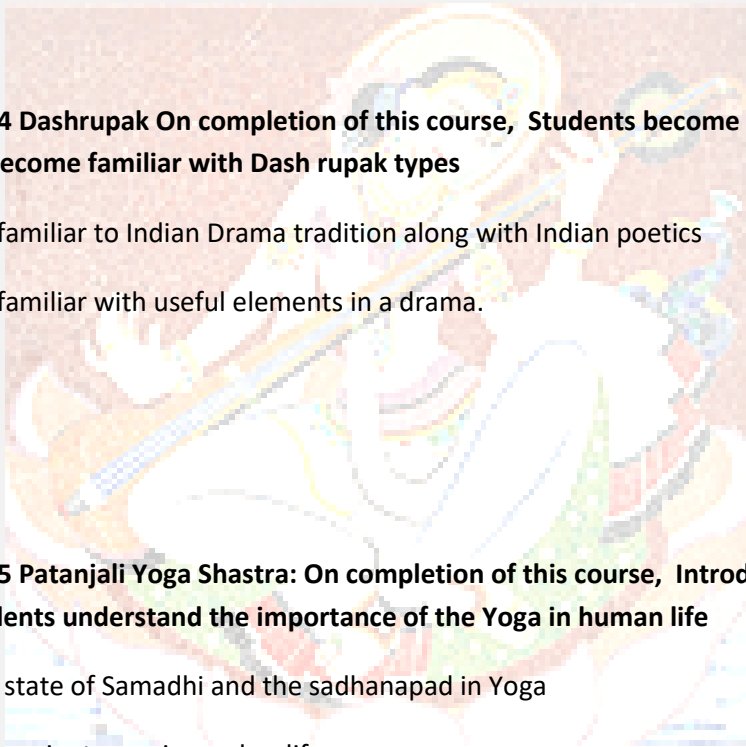 4 Dashrupak On completion of this course, Students become
ecome familiar with Dash rupak types
familiar to Indian Drama tradition along with Indian poetics
familiar with useful elements in a drama.
5 Patanjali Yoga Shastra: On completion of this course, Introd
lents understand the importance of the Yoga in human life
state of Samadhi and the sadhanapad in Yoga